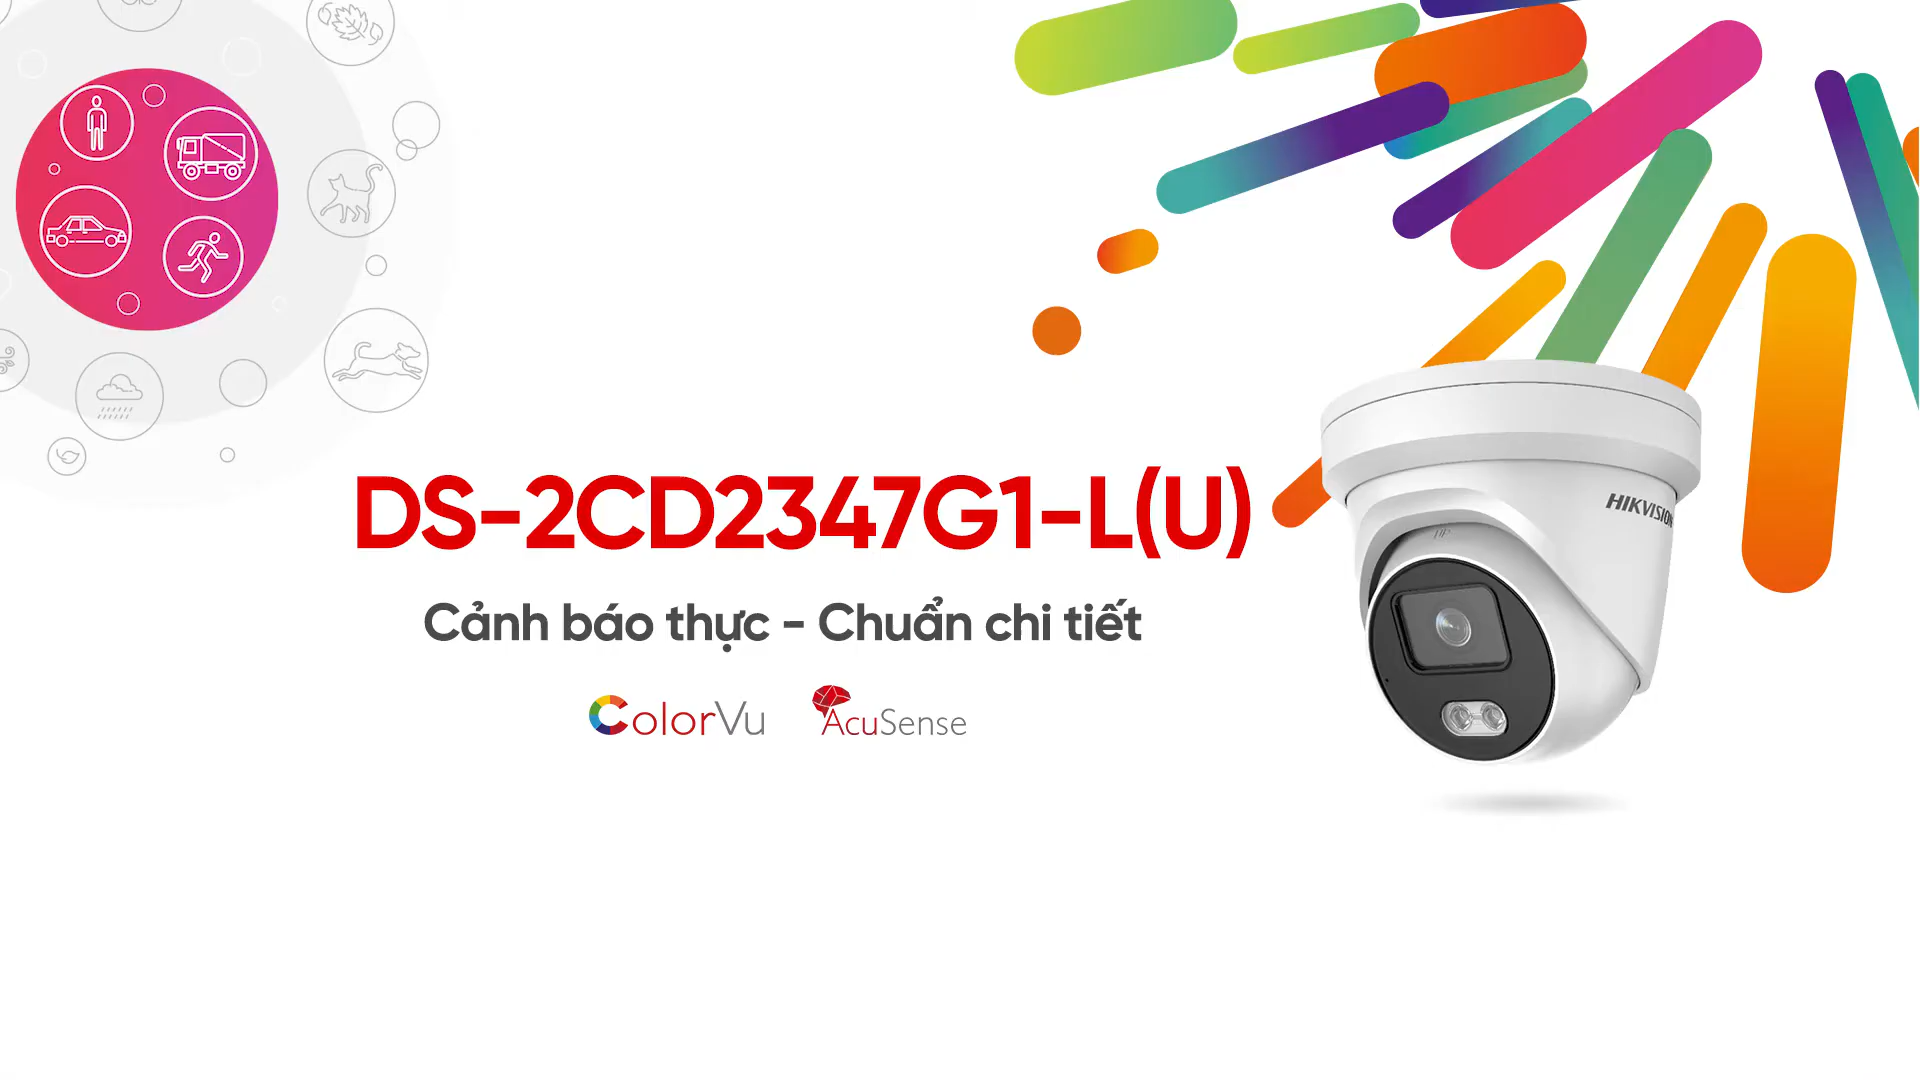 DS-2CD2347G1-L(U)
HIKVISION
Cảnh báo thực - Chuẩn chi tiết
ColorVu AcuSense